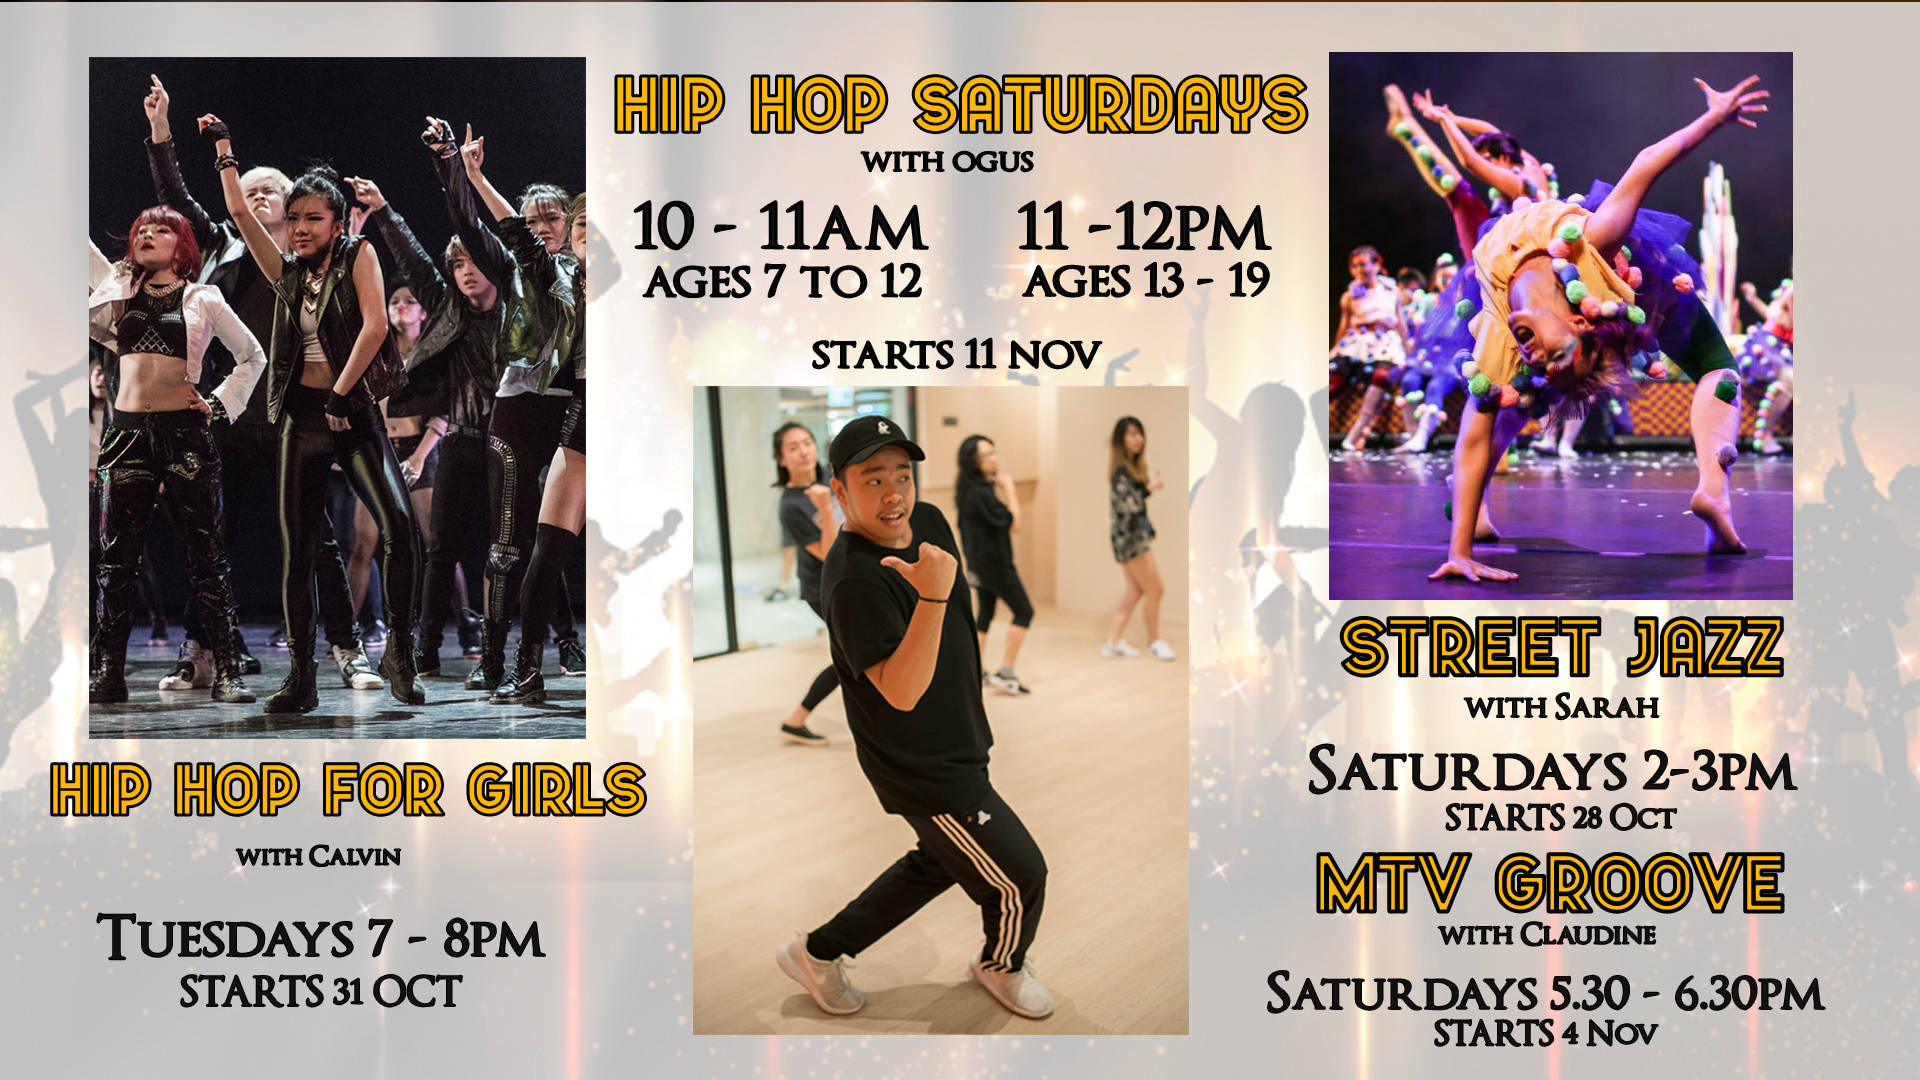 HIP HOP SATURDAYS
WITH OGUS
10 - 11AM
AGES 7 TO 12
11 -12PM
AGES 13 - 19
STARTS 11 NOV
HIP HOP FOR GIRLS
WITH CALVIN
TUESDAYS 7 - 8PM
STARTS 31 OCT
STREET JAZZ
WITH SARAH
SATURDAYS 2-3PM
STARTS 28 OCT
MTV GROOVE
WITH CLAUDINE
SATURDAYS 5.30 - 6.30PM
STARTS 4 NOV